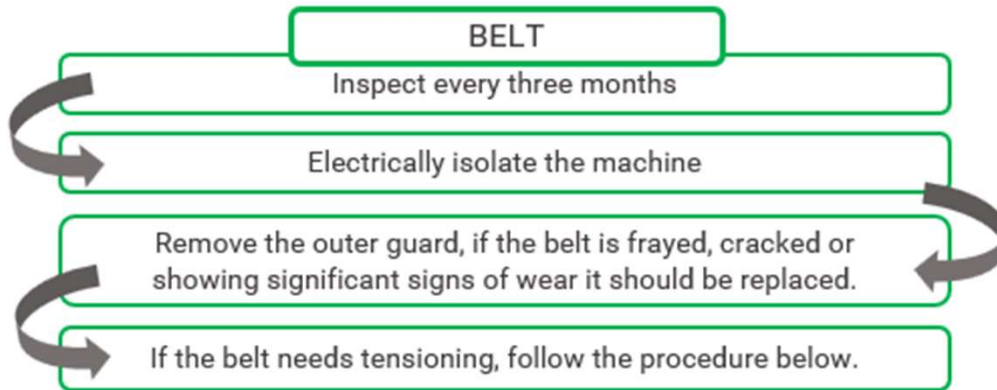 BELT
Inspect every three months
Electrically isolate the machine
Remove the outer guard, if the belt is frayed, cracked or
showing significant signs of wear it should be replaced.
If the belt needs tensioning, follow the procedure below.